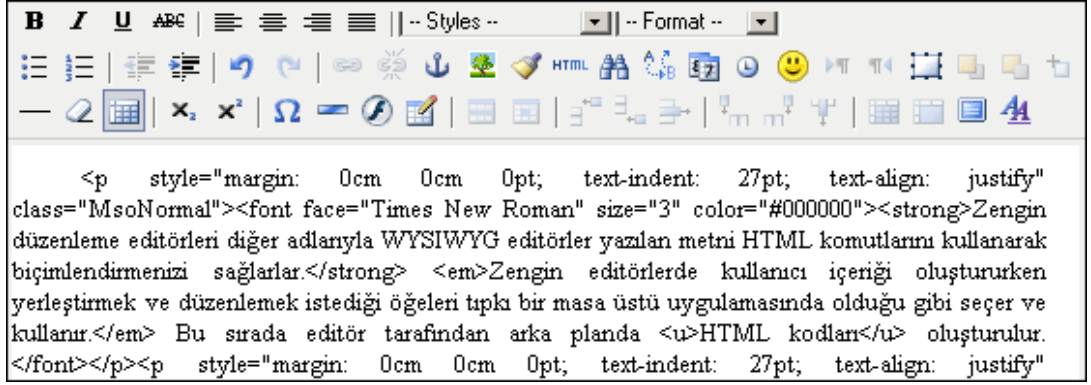 B I U ABC -- Styles -- -- Format --
HTML A B 7
X₂ X² Ω A A
<p style="margin: 0cm 0cm 0pt; text-indent: 27pt; text-align: justify"
class="MsoNormal"><font face="Times New Roman" size="3" color="#000000"><strong>Zengin
düzenleme editörleri diğer adlarıyla WYSIWYG editörler yazılan metni HTML komutlarını kullanarak
biçimlendirmenizi sağlarlar.</strong> <em>Zengin editörlerde kullanıcı içeriği oluştururken
yerleştirmek ve düzenlemek istediği öğeleri tıpkı bir masa üstü uygulamasında olduğu gibi seçer ve
kullanır.</em> Bu sırada editör tarafından arka planda <u>HTML kodları</u> oluşturulur.
</font></p><p style="margin: 0cm 0cm 0pt; text-indent: 27pt; text-align: justify"